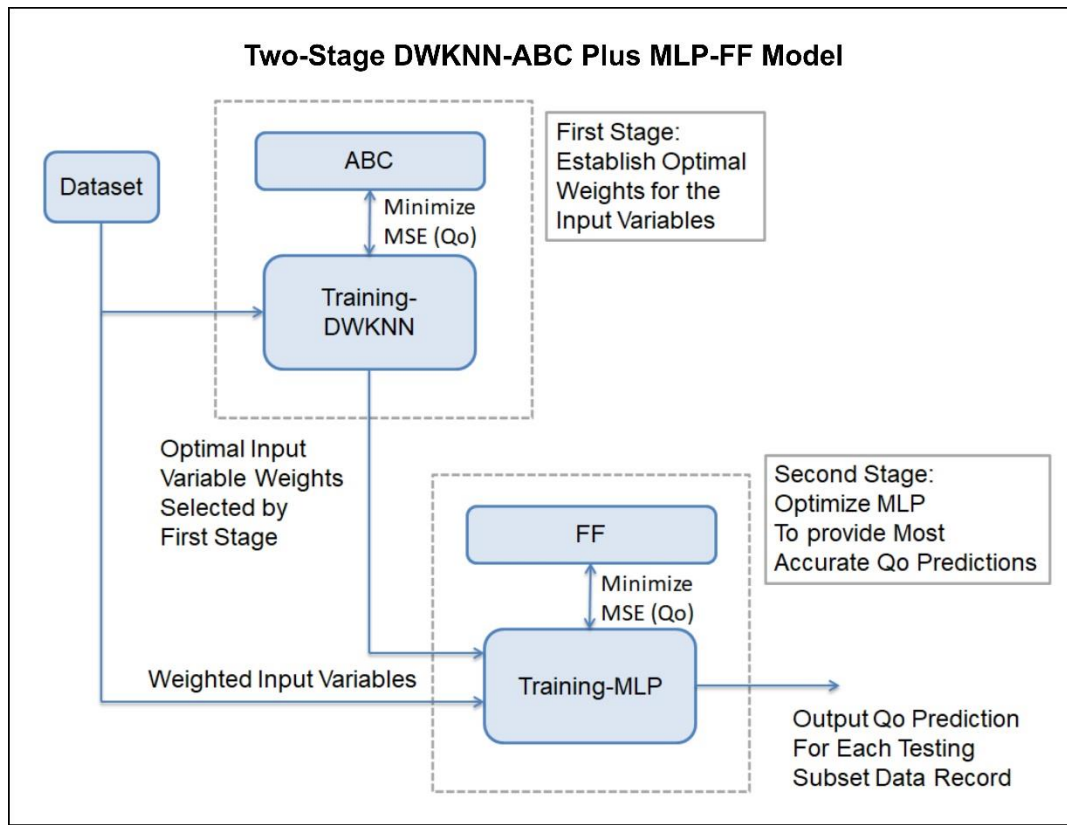 Two-Stage DWKNN-ABC Plus MLP-FF Model
Dataset
ABC
Minimize
MSE (Qo)
Training-
DWKNN
First Stage:
Establish Optimal
Weights for the
Input Variables
Optimal Input
Variable Weights
Selected by
First Stage
Second Stage:
Optimize MLP
To provide Most
Accurate Qo Predictions
FF
Minimize
MSE (Qo)
Training-MLP
Weighted Input Variables
Output Qo Prediction
For Each Testing
Subset Data Record